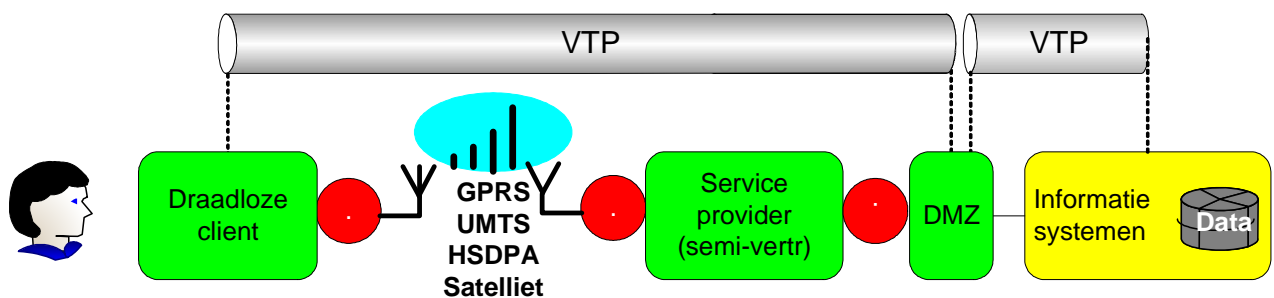 VTP
VTP
Draadloze
client
.
GPRS
UMTS
HSDPA
Satelliet
.
Service
provider
(semi-vertr)
.
DMZ
Informatie
systemen
Data